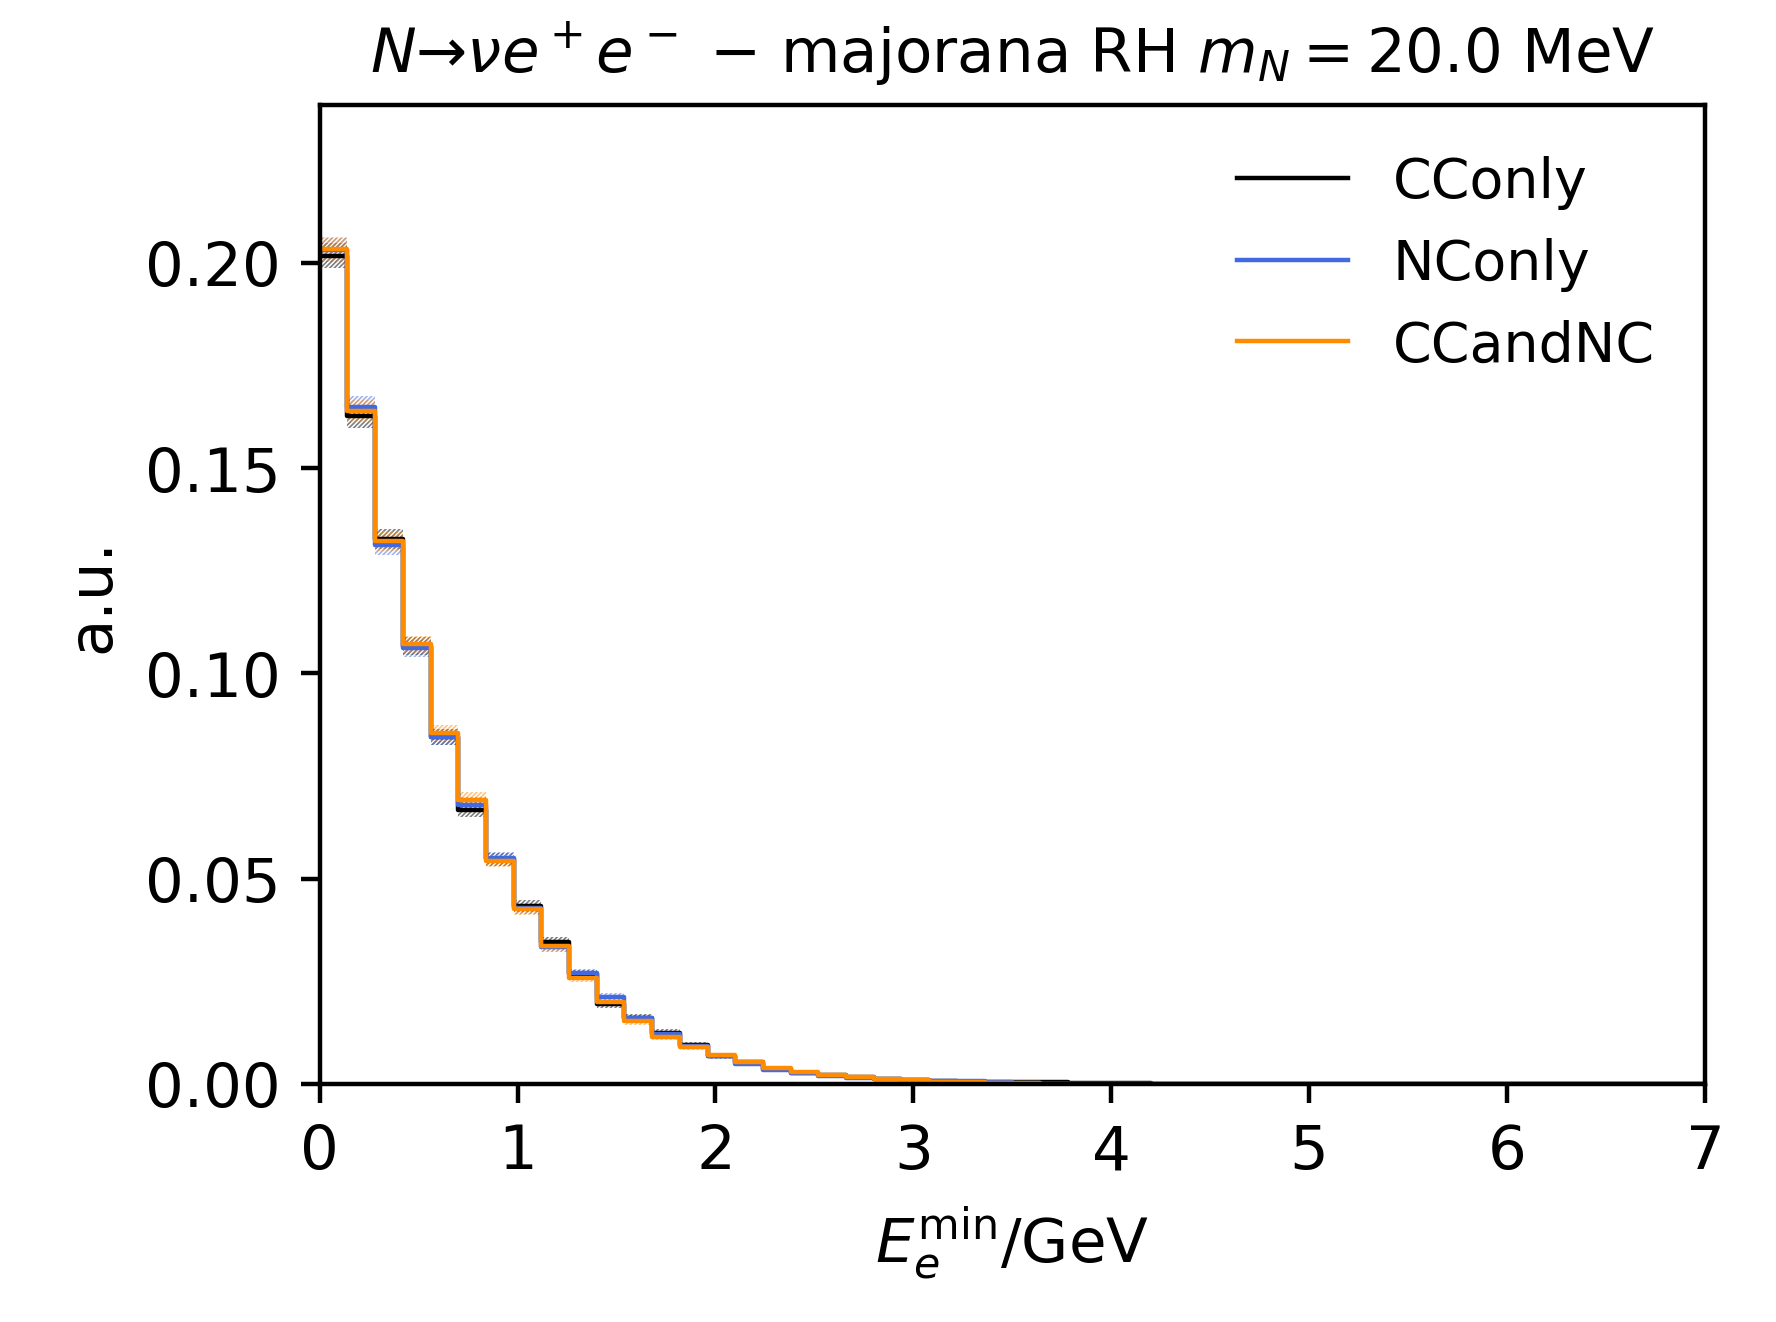 N→νe⁺e⁻ − majorana RH m_N = 20.0 MeV
CConly
NConly
CCandNC
0.20
0.15
0.10
0.05
0.00
a.u.
0 1 2 3 4 5 6 7
E_e^min/GeV